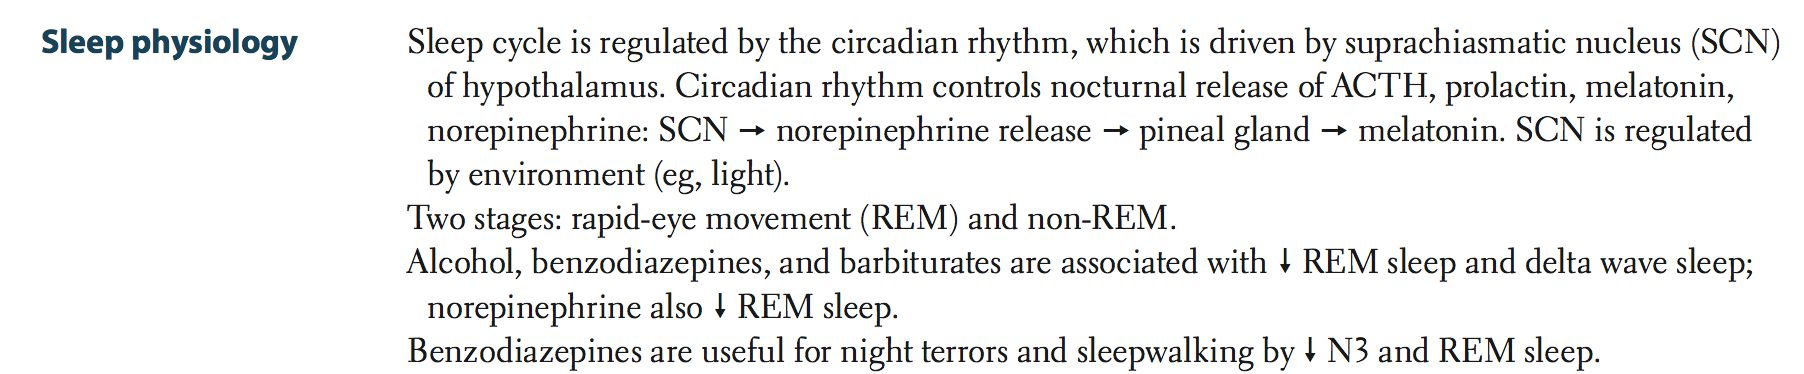 Sleep physiology
Sleep cycle is regulated by the circadian rhythm, which is driven by suprachiasmatic nucleus (SCN)
of hypothalamus. Circadian rhythm controls nocturnal release of ACTH, prolactin, melatonin,
norepinephrine: SCN → norepinephrine release → pineal gland → melatonin. SCN is regulated
by environment (eg, light).
Two stages: rapid-eye movement (REM) and non-REM.
Alcohol, benzodiazepines, and barbiturates are associated with ↓ REM sleep and delta wave sleep;
norepinephrine also ↓ REM sleep.
Benzodiazepines are useful for night terrors and sleepwalking by ↓ N3 and REM sleep.